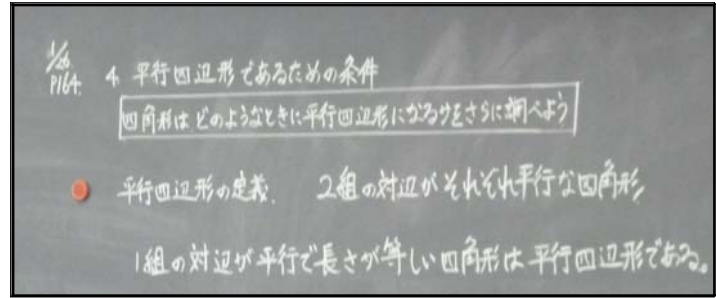 1/26
P164. 4. 平行四辺形であるための条件
四角形はどのようなときに平行四辺形になるかをさらに調べよう
平行四辺形の定義. 2組の対辺がそれぞれ平行な四角形
1組の対辺が平行で長さが等しい四角形は平行四辺形である。